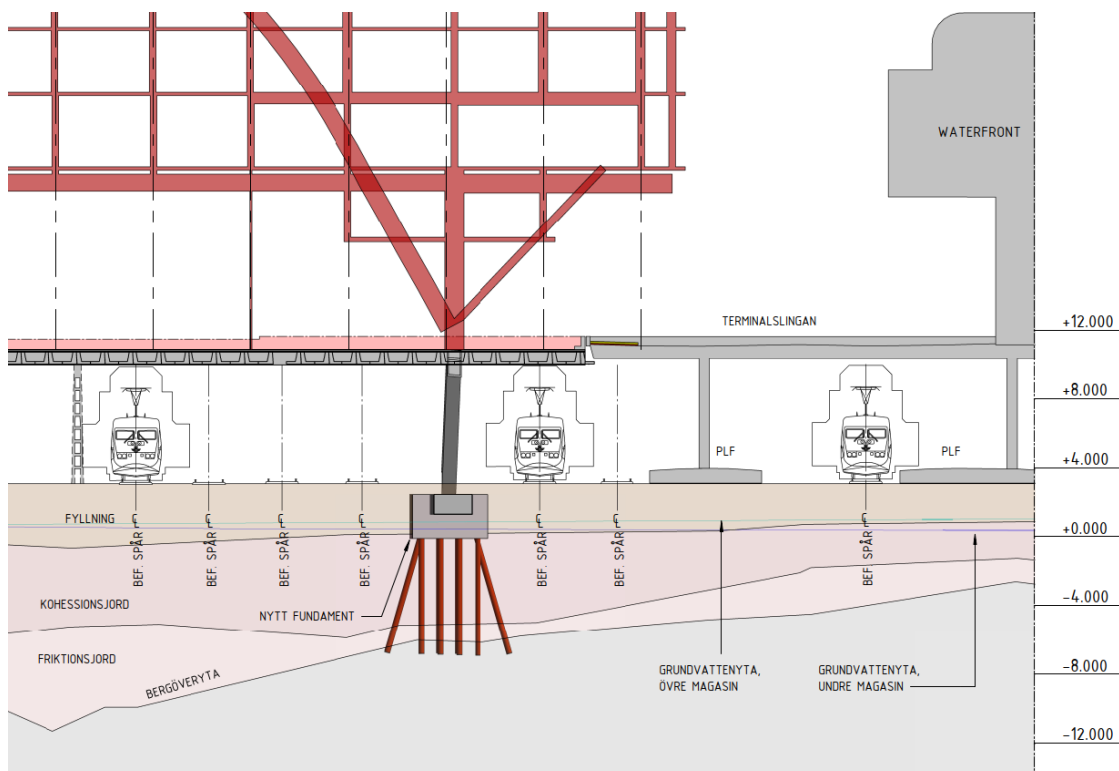 WATERFRONT
TERMINALSLINGAN
+12.000
+8.000
PLF
PLF
+4.000
FYLLNING
+0.000
BEF. SPÅR
BEF. SPÅR
BEF. SPÅR
BEF. SPÅR
BEF. SPÅR
BEF. SPÅR
BEF. SPÅR
KOHESSIONSJORD
NYTT FUNDAMENT
-4.000
FRIKTIONSJORD
BERGÖVERYTA
GRUNDVATTENYTA,
ÖVRE MAGASIN
GRUNDVATTENYTA,
UNDRE MAGASIN
-8.000
-12.000